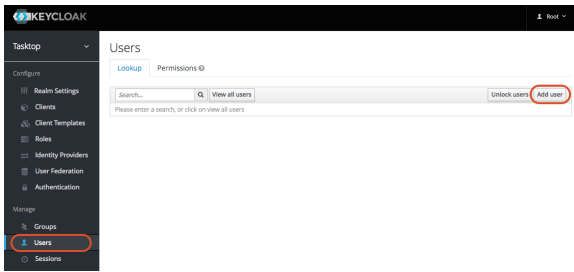 KEYCLOAK
Root
Tasktop
Configure
Realm Settings
Clients
Client Templates
Roles
Identity Providers
User Federation
Authentication
Manage
Groups
Users
Sessions
Users
Lookup Permissions
Search... View all users Unlock users Add user
Please enter a search, or click on view all users